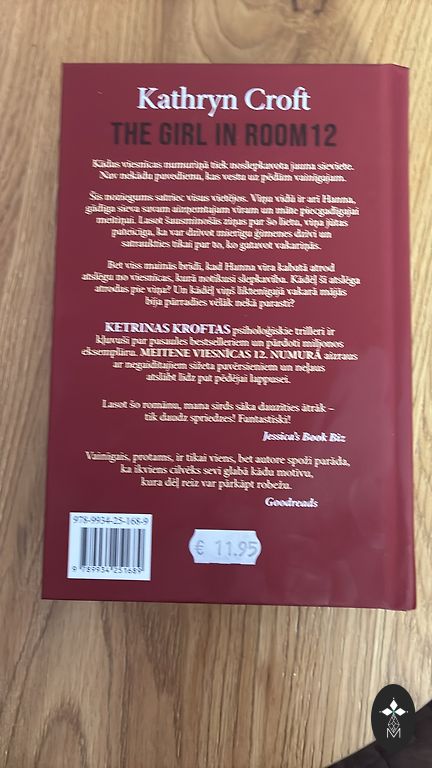 Kathryn Croft
THE GIRL IN ROOM 12
Kādas viesnīcas numuriņā tiek noslepkavota jauna sieviete.
Nav nekādu pavedienu, kas vestu uz pēdām vainīgajam.
Šis noziegums satriec visus vietējos. Viņu vidū ir arī Hanna,
gādīga sieva savam aizņemtajam vīram un māte piecgadīgajai
meitiņai. Lasot šausminošās ziņas par šo lietu, viņa jūtas
pateicīga, ka var dzīvot mierīgu ģimenes dzīvi un
satraukties tikai par to, ko gatavot vakariņās.
Bet viss mainās brīdī, kad Hanna vīra kabatā atrod
atslēgu no viesnīcas, kurā notikusi slepkavība. Kādēļ šī atslēga
atrodas pie viņa? Un kādēļ viņš liktenīgajā vakarā mājās
bija pārradies vēlāk nekā parasti?
KETRINAS KROFTAS psiholoģiskie trilleri ir
kļuvuši par pasaules bestselleriem un pārdoti miljonos
eksemplāru. MEITENE VIESNĪCAS 12. NUMURĀ aizraus
ar negaidītajiem sižeta pavērsieniem un neļaus
atslābt līdz pat pēdējai lappusei.
Lasot šo romānu, mana sirds sāka dauzīties ātrāk –
tik daudz spriedzes! Fantastiski!
Jessica's Book Biz
Vainīgais, protams, ir tikai viens, bet autore spoži parāda,
ka ikviens cilvēks sevī glabā kādu motīvu,
kura dēļ reiz var pārkāpt robežu.
Goodreads
978-9934-25-168-9
€ 11.95
9 789934 251689
M